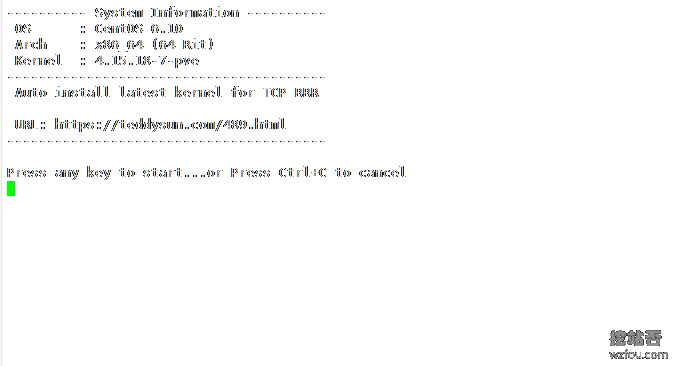 ---------- System Information ----------
OS      : CentOS 6.10
Arch    : x86_64 (64 Bit)
Kernel  : 4.15.18-7-pve
----------------------------------------
Auto install latest kernel for TCP BBR
URL: https://teddysun.com/489.html
----------------------------------------
Press any key to start...or Press Ctrl+C to cancel
挖站否
wzfou.com